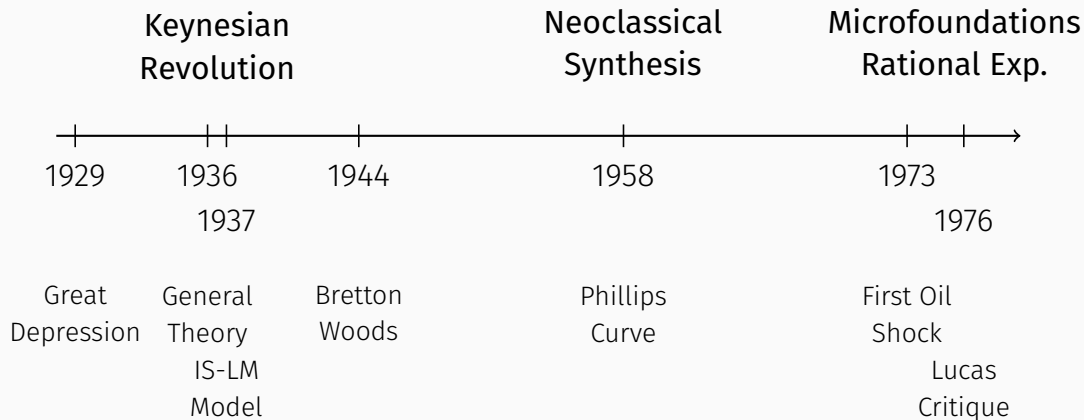 Keynesian
Revolution
Neoclassical
Synthesis
Microfoundations
Rational Exp.
1929
1936
1937
1944
1958
1973
1976
Great
Depression
General
Theory
IS-LM
Model
Bretton
Woods
Phillips
Curve
First Oil
Shock
Lucas
Critique